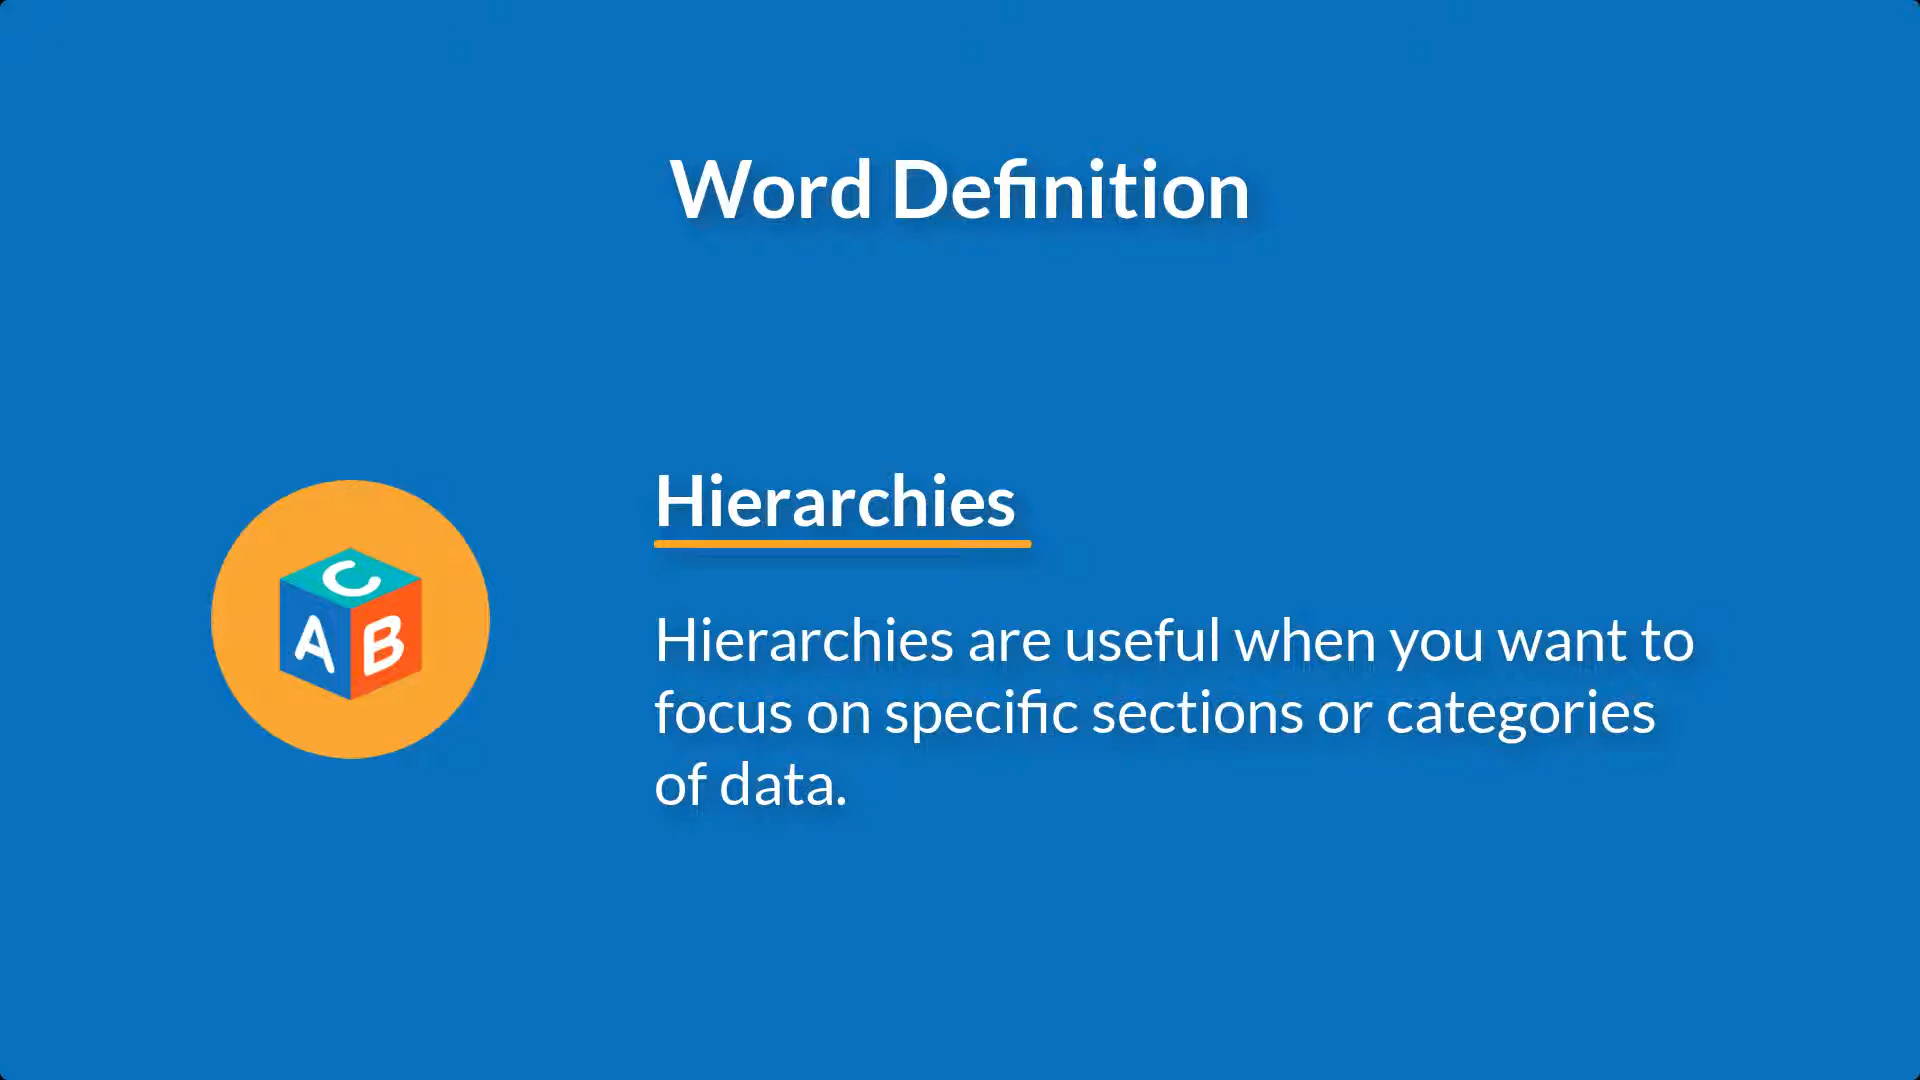 Word Definition
Hierarchies
C
A B
Hierarchies are useful when you want to
focus on specific sections or categories
of data.